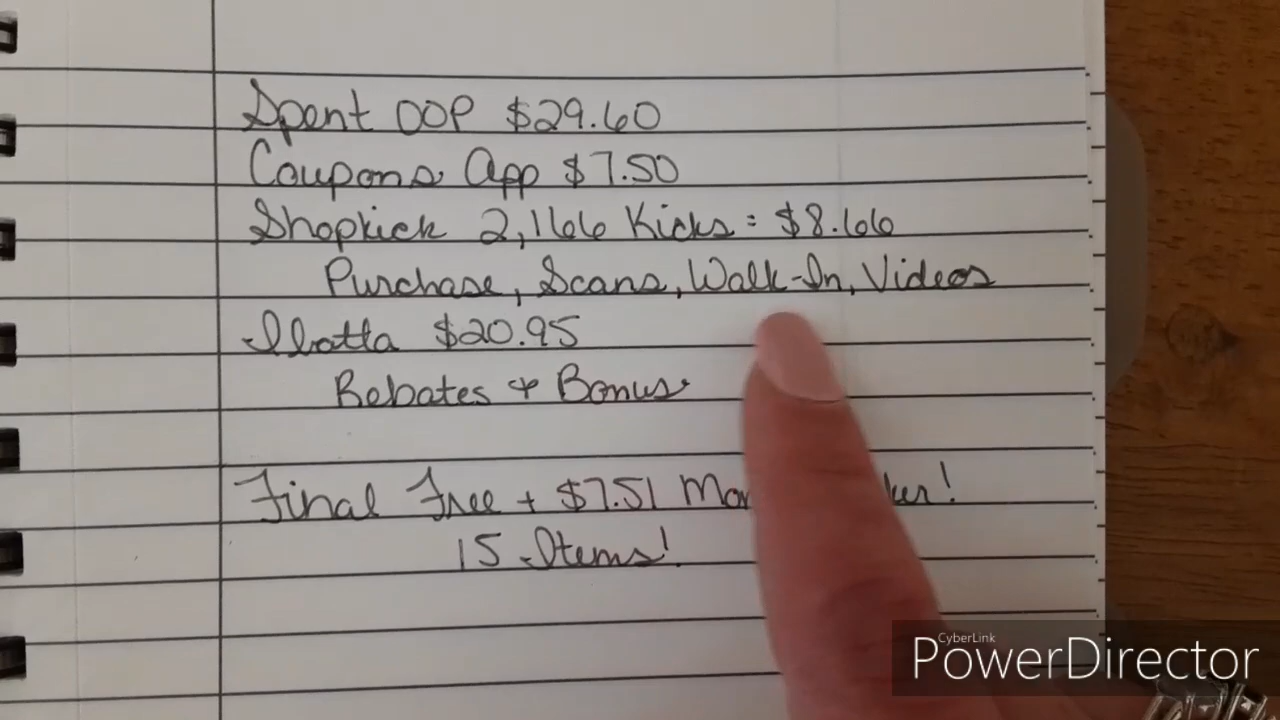 Spent OOP $29.60
Coupons App $7.50
Shopkick 2,166 Kicks = $8.66
Purchase, Scans, Walk-In, Videos
Ibotta $20.95
Rebates & Bonus
Final Free + $7.51
15 Items!
CyberLink
PowerDirector